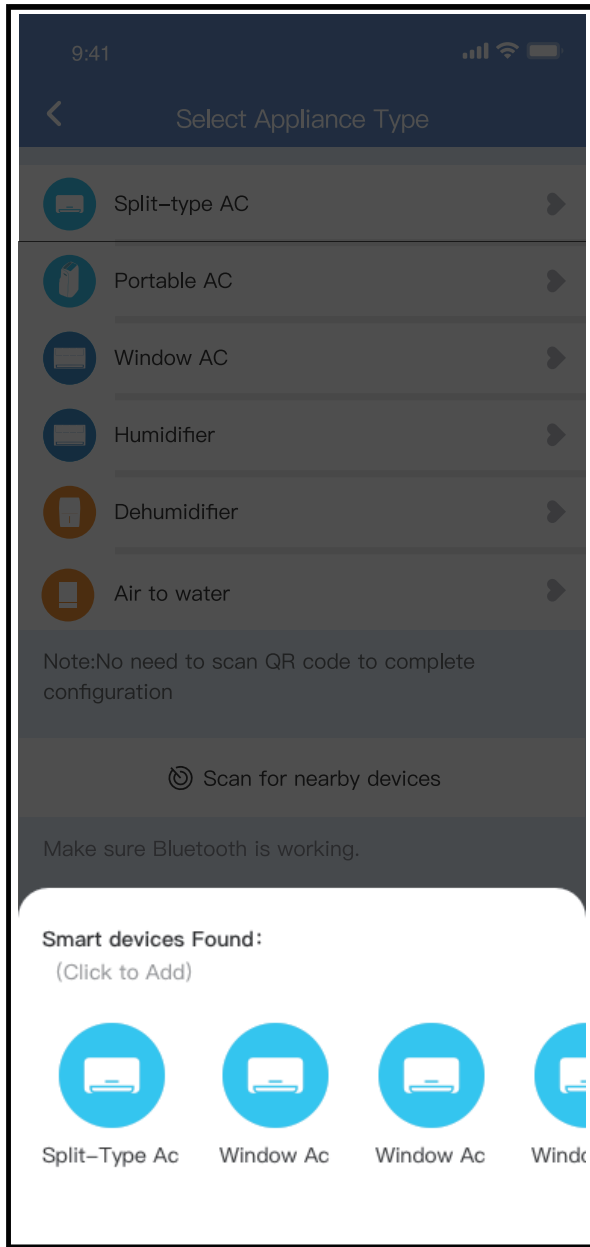 9:41
Select Appliance Type
Split-type AC
Portable AC
Window AC
Humidifier
Dehumidifier
Air to water
Note:No need to scan QR code to complete
configuration
Scan for nearby devices
Make sure Bluetooth is working.
Smart devices Found:
(Click to Add)
Split-Type Ac Window Ac Window Ac Windo